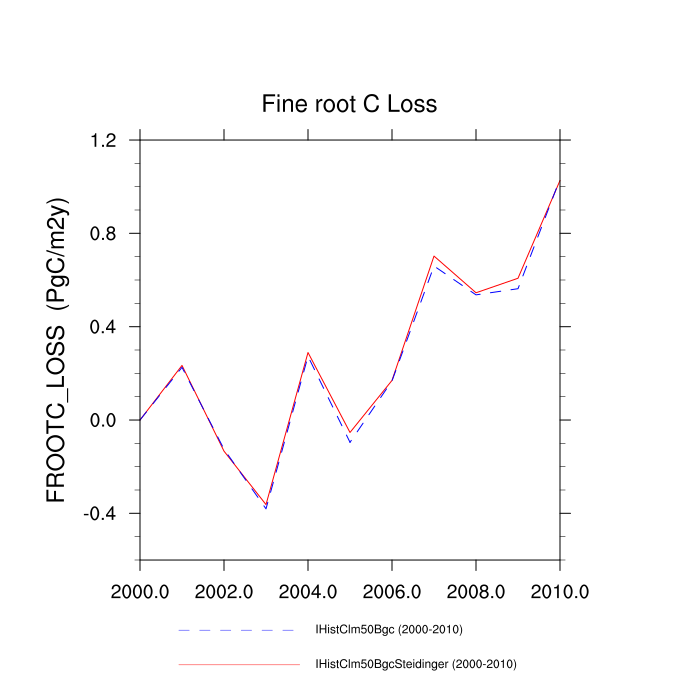 Fine root C Loss
FROOTC_LOSS (PgC/m2y)
1.2
0.8
0.4
0.0
-0.4
2000.0 2002.0 2004.0 2006.0 2008.0 2010.0
IHistClm50Bgc (2000-2010)
IHistClm50BgcSteidinger (2000-2010)